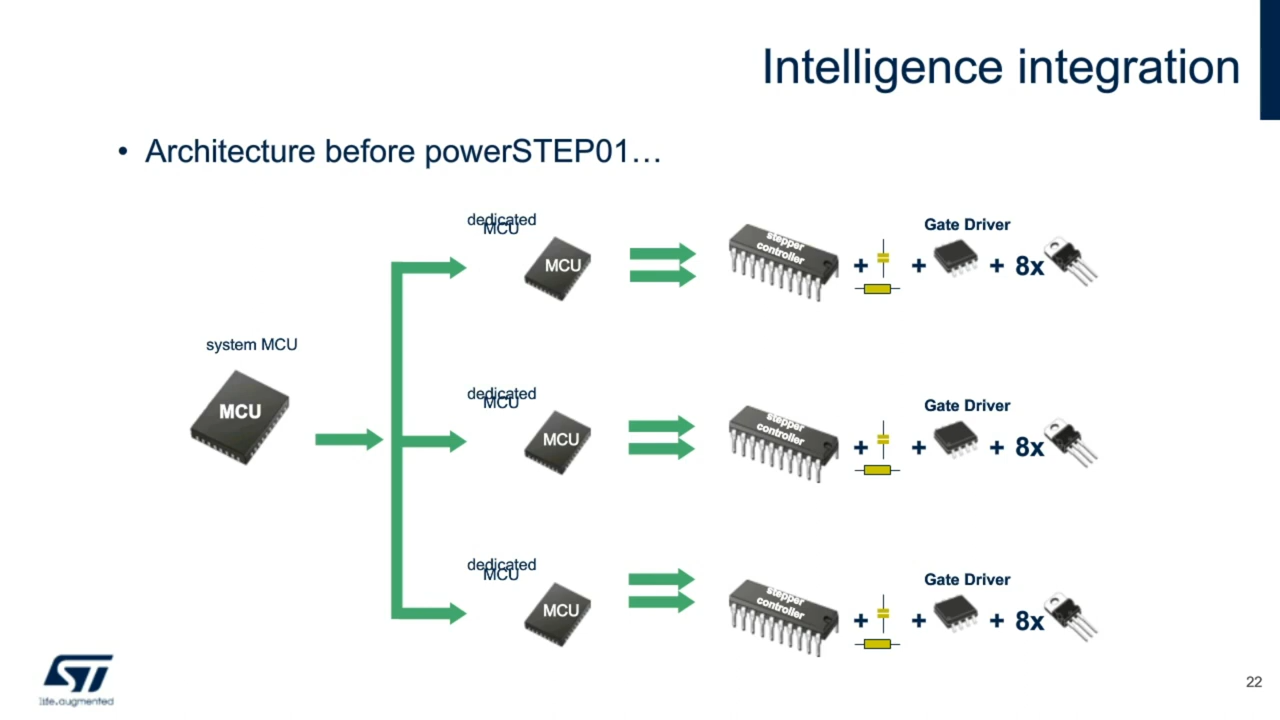 Intelligence integration
• Architecture before powerSTEP01…
dedicated
MCU
MCU
stepper
controller
+
+
Gate Driver
+ 8x
system MCU
MCU
dedicated
MCU
MCU
stepper
controller
+
+
Gate Driver
+ 8x
dedicated
MCU
MCU
stepper
controller
+
+
Gate Driver
+ 8x
ST
life.augmented
22